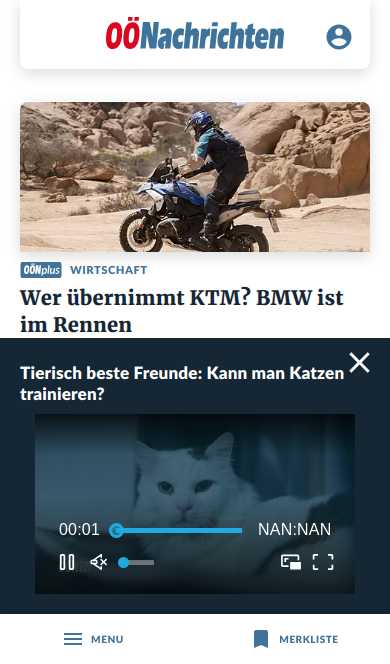 OÖNachrichten
OÖNplus WIRTSCHAFT
Wer übernimmt KTM? BMW ist
im Rennen
Tierisch beste Freunde: Kann man Katzen
trainieren?
00:01 NAN:NAN
MENU MERKLISTE